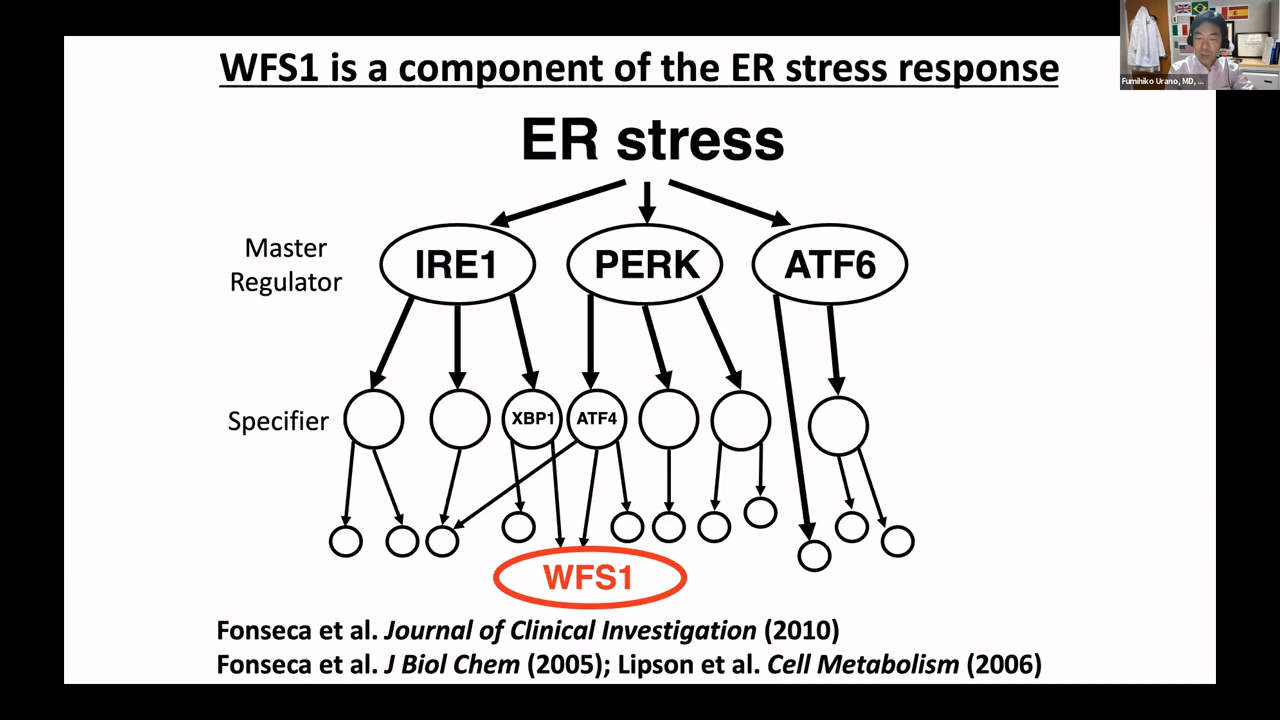 WFS1 is a component of the ER stress response
Fumihiko Urano, MD, ...
ER stress
Master
Regulator
IRE1
PERK
ATF6
Specifier
XBP1
ATF4
WFS1
Fonseca et al. Journal of Clinical Investigation (2010)
Fonseca et al. J Biol Chem (2005); Lipson et al. Cell Metabolism (2006)